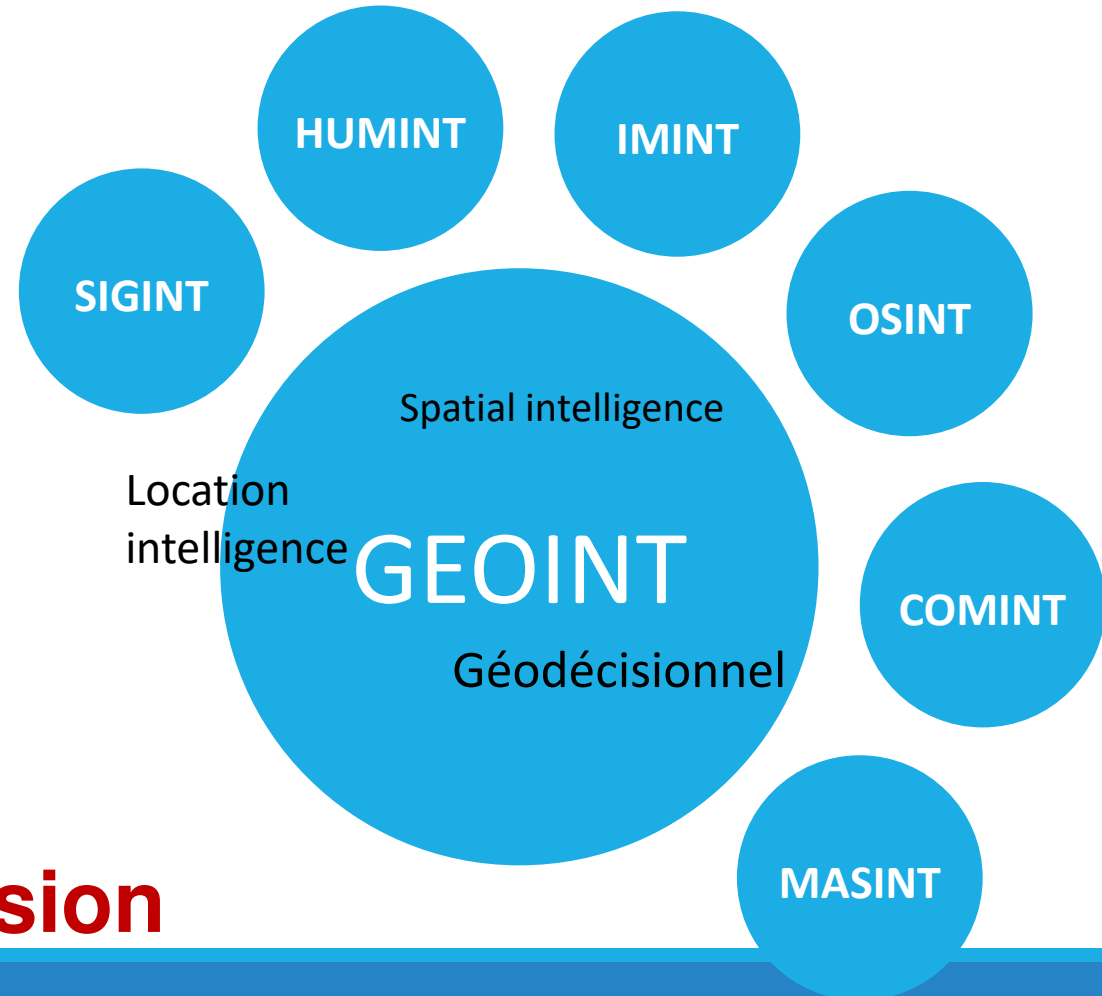 HUMINT
IMINT
SIGINT
OSINT
Spatial intelligence
Location
intelligence
GEOINT
COMINT
Géodécisionnel
MASINT
sion